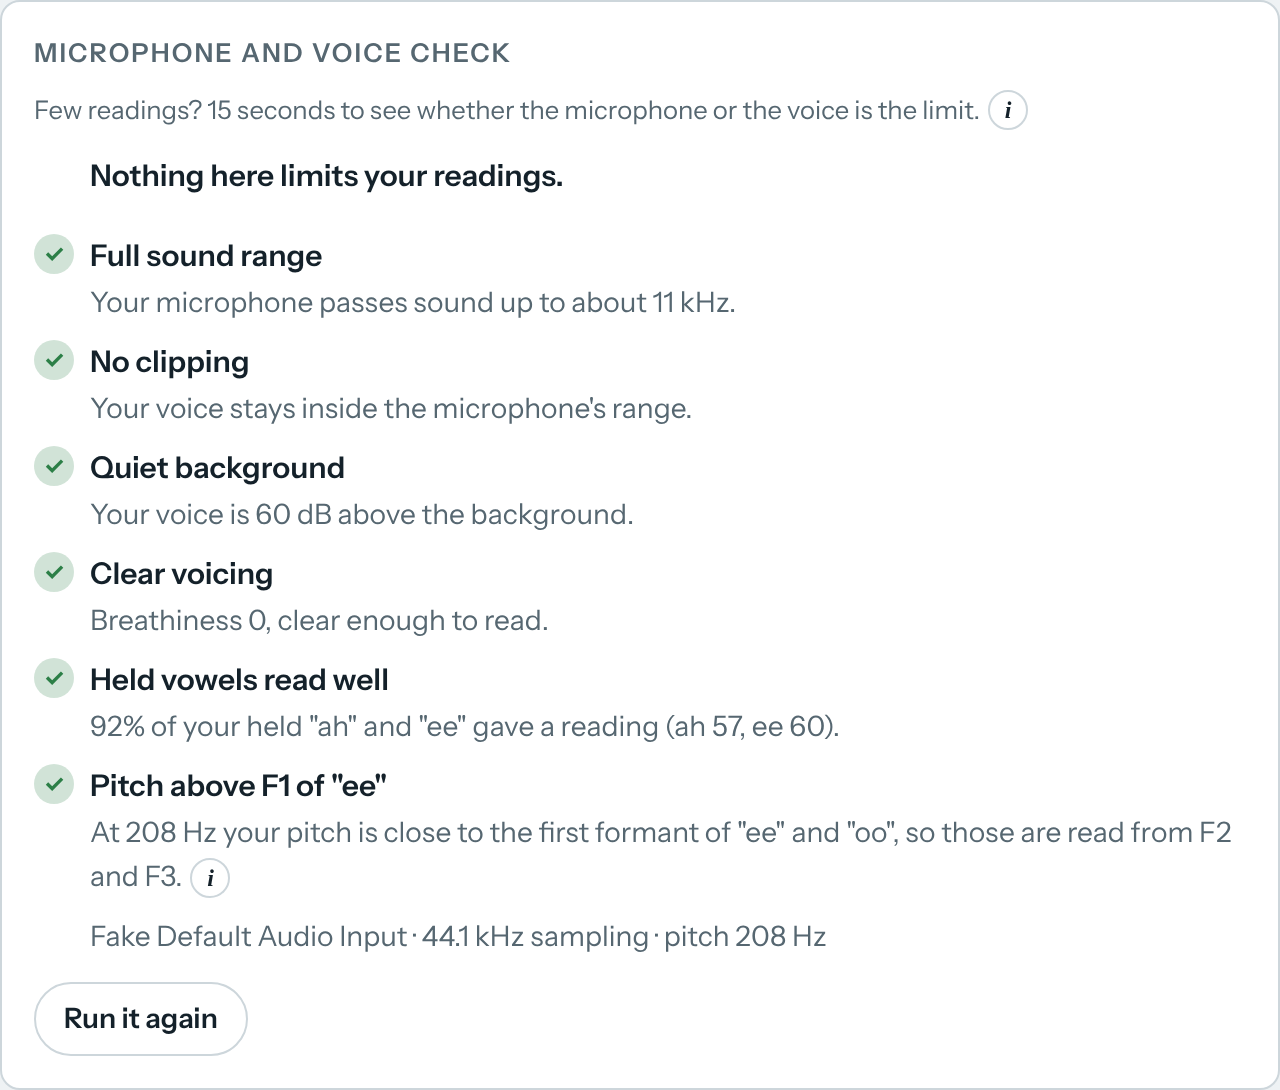 MICROPHONE AND VOICE CHECK
Few readings? 15 seconds to see whether the microphone or the voice is the limit. i
Nothing here limits your readings.
Full sound range
Your microphone passes sound up to about 11 kHz.
No clipping
Your voice stays inside the microphone's range.
Quiet background
Your voice is 60 dB above the background.
Clear voicing
Breathiness 0, clear enough to read.
Held vowels read well
92% of your held "ah" and "ee" gave a reading (ah 57, ee 60).
Pitch above F1 of "ee"
At 208 Hz your pitch is close to the first formant of "ee" and "oo", so those are read from F2
and F3. i
Fake Default Audio Input · 44.1 kHz sampling · pitch 208 Hz
Run it again